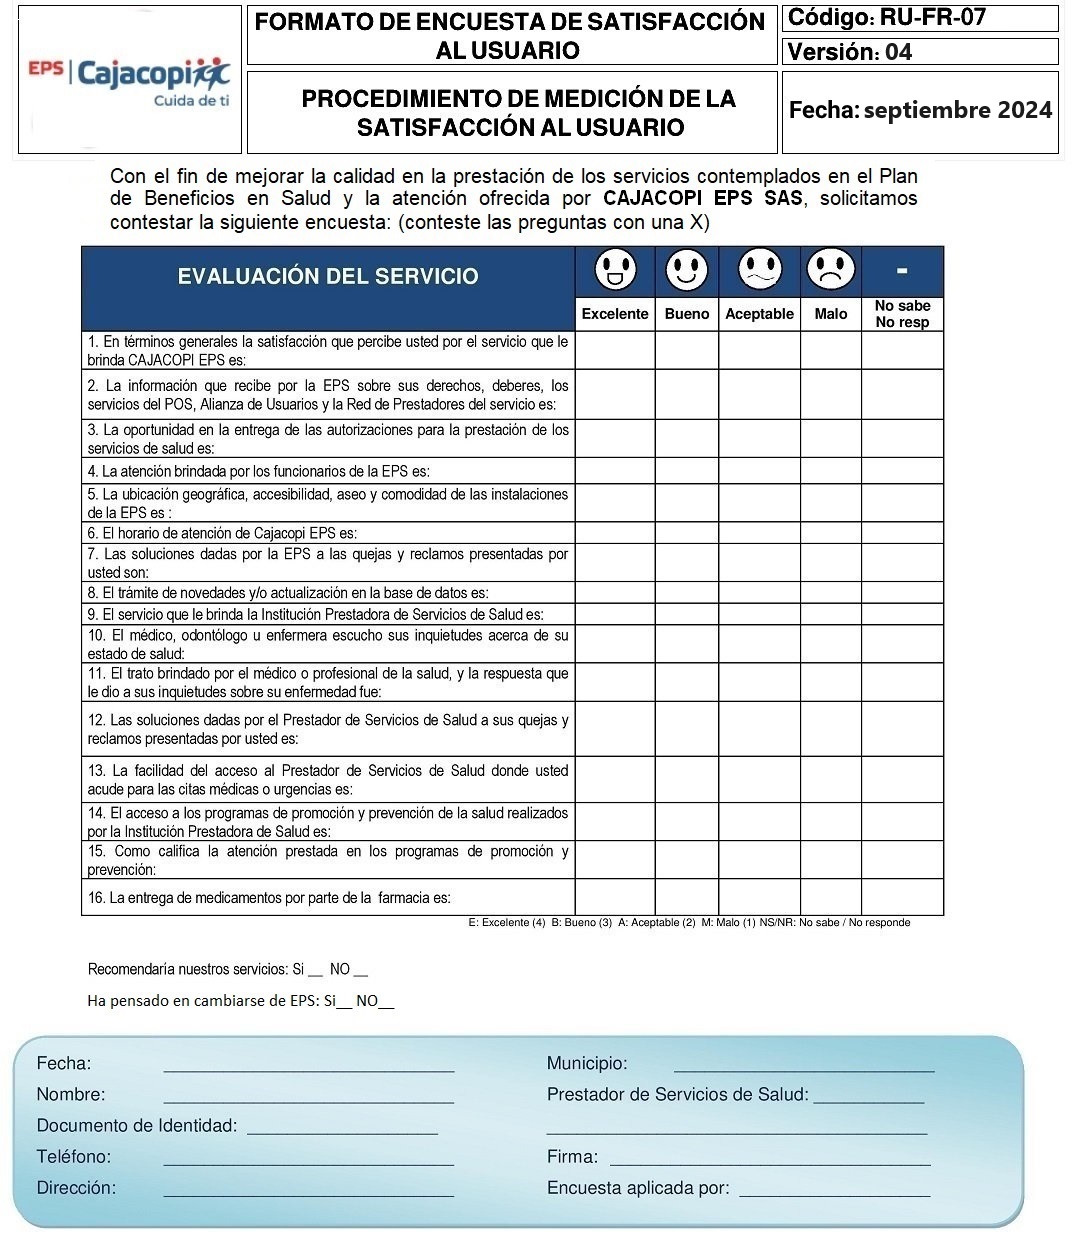 EPS | Cajacopi
Cuida de ti
FORMATO DE ENCUESTA DE SATISFACCIÓN
AL USUARIO
PROCEDIMIENTO DE MEDICIÓN DE LA
SATISFACCIÓN AL USUARIO
Código: RU-FR-07
Versión: 04
Fecha: septiembre 2024
Con el fin de mejorar la calidad en la prestación de los servicios contemplados en el Plan
de Beneficios en Salud y la atención ofrecida por CAJACOPI EPS SAS, solicitamos
contestar la siguiente encuesta: (conteste las preguntas con una X)
EVALUACIÓN DEL SERVICIO
-
Excelente Bueno Aceptable Malo No sabe
No resp
1. En términos generales la satisfacción que percibe usted por el servicio que le
brinda CAJACOPI EPS es:
2. La información que recibe por la EPS sobre sus derechos, deberes, los
servicios del POS, Alianza de Usuarios y la Red de Prestadores del servicio es:
3. La oportunidad en la entrega de las autorizaciones para la prestación de los
servicios de salud es:
4. La atención brindada por los funcionarios de la EPS es:
5. La ubicación geográfica, accesibilidad, aseo y comodidad de las instalaciones
de la EPS es :
6. El horario de atención de Cajacopi EPS es:
7. Las soluciones dadas por la EPS a las quejas y reclamos presentadas por
usted son:
8. El trámite de novedades y/o actualización en la base de datos es:
9. El servicio que le brinda la Institución Prestadora de Servicios de Salud es:
10. El médico, odontólogo u enfermera escucho sus inquietudes acerca de su
estado de salud:
11. El trato brindado por el médico o profesional de la salud, y la respuesta que
le dio a sus inquietudes sobre su enfermedad fue:
12. Las soluciones dadas por el Prestador de Servicios de Salud a sus quejas y
reclamos presentadas por usted es:
13. La facilidad del acceso al Prestador de Servicios de Salud donde usted
acude para las citas médicas o urgencias es:
14. El acceso a los programas de promoción y prevención de la salud realizados
por la Institución Prestadora de Salud es:
15. Como califica la atención prestada en los programas de promoción y
prevención:
16. La entrega de medicamentos por parte de la farmacia es:
E: Excelente (4) B: Bueno (3) A: Aceptable (2) M: Malo (1) NS/NR: No sabe / No responde
Recomendaría nuestros servicios: Si __ NO __
Ha pensado en cambiarse de EPS: Si__ NO__
Fecha: ____________________
Nombre: ____________________
Documento de Identidad: ____________________
Teléfono: ____________________
Dirección: ____________________
Municipio: ____________________
Prestador de Servicios de Salud: ___________
____________________
Firma: ____________________
Encuesta aplicada por: ____________________